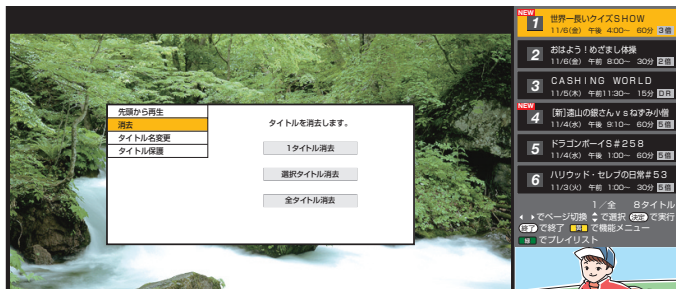 先頭から再生
消去
タイトル名変更
タイトル保護
タイトルを消去します。
1タイトル消去
選択タイトル消去
全タイトル消去
NEW
1 世界一長いクイズSHOW
11/6(金) 午後 4:00～ 60分 3倍
2 おはよう！めざまし体操
11/6(金) 午前 8:00～ 30分 2倍
3 CASHING WORLD
11/5(木) 午前11:30～ 15分 DR
NEW
4 [新]遠山の銀さんvsねずみ小僧
11/4(水) 午後 9:10～ 60分 5倍
5 ドラゴンボーイS#258
11/4(水) 午後 1:00～ 60分 5倍
6 ハリウッド・セレブの日常#53
11/3(火) 午前 1:00～ 30分 5倍
1／全 8タイトル
でページ切換 で選択 決定 で実行
終了 で終了 黄 で機能メニュー
緑 でプレイリスト